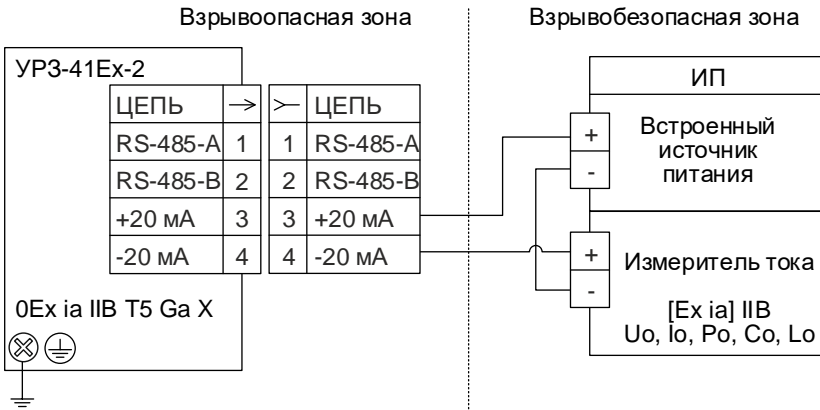 Взрывоопасная зона
Взрывобезопасная зона
УРЗ-41Ex-2
ЦЕПЬ
RS-485-A 1
RS-485-B 2
+20 мА 3
-20 мА 4
ЦЕПЬ
1 RS-485-A
2 RS-485-B
3 +20 мА
4 -20 мА
0Ex ia IIB T5 Ga X
ИП
+
-
Встроенный
источник
питания
+
-
Измеритель тока
[Ex ia] IIB
Uo, Io, Po, Co, Lo